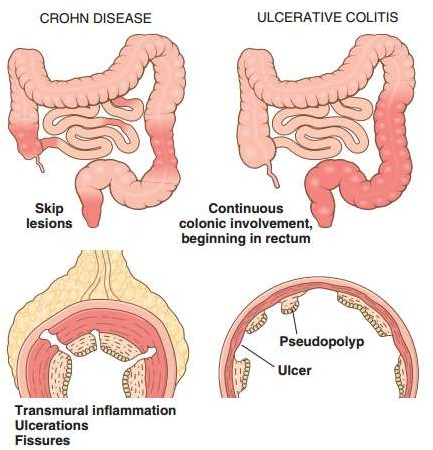 CROHN DISEASE
ULCERATIVE COLITIS
Skip
lesions
Continuous
colonic involvement,
beginning in rectum
Transmural inflammation
Ulcerations
Fissures
Pseudopolyp
Ulcer